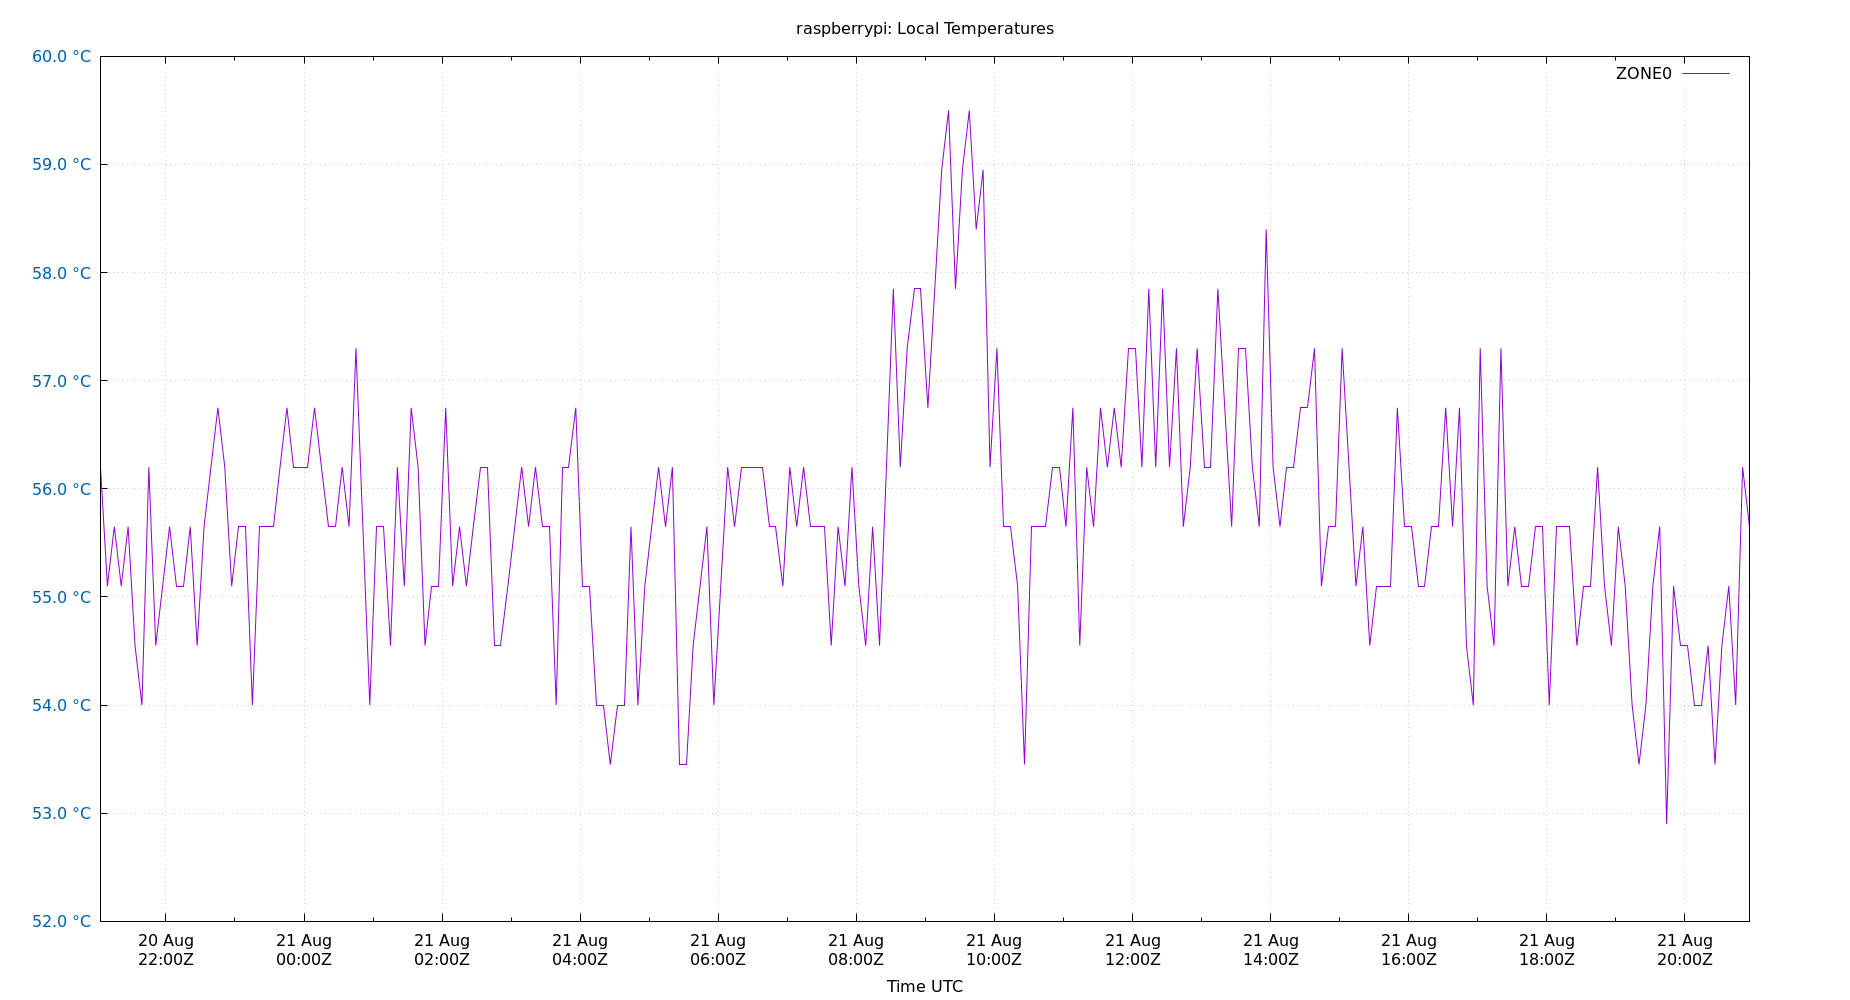 raspberrypi: Local Temperatures
60.0 °C
ZONE0
59.0 °C
58.0 °C
57.0 °C
56.0 °C
55.0 °C
54.0 °C
53.0 °C
52.0 °C
20 Aug 21 Aug 21 Aug 21 Aug 21 Aug 21 Aug 21 Aug 21 Aug 21 Aug 21 Aug 21 Aug 21 Aug
22:00Z 00:00Z 02:00Z 04:00Z 06:00Z 08:00Z 10:00Z 12:00Z 14:00Z 16:00Z 18:00Z 20:00Z
Time UTC